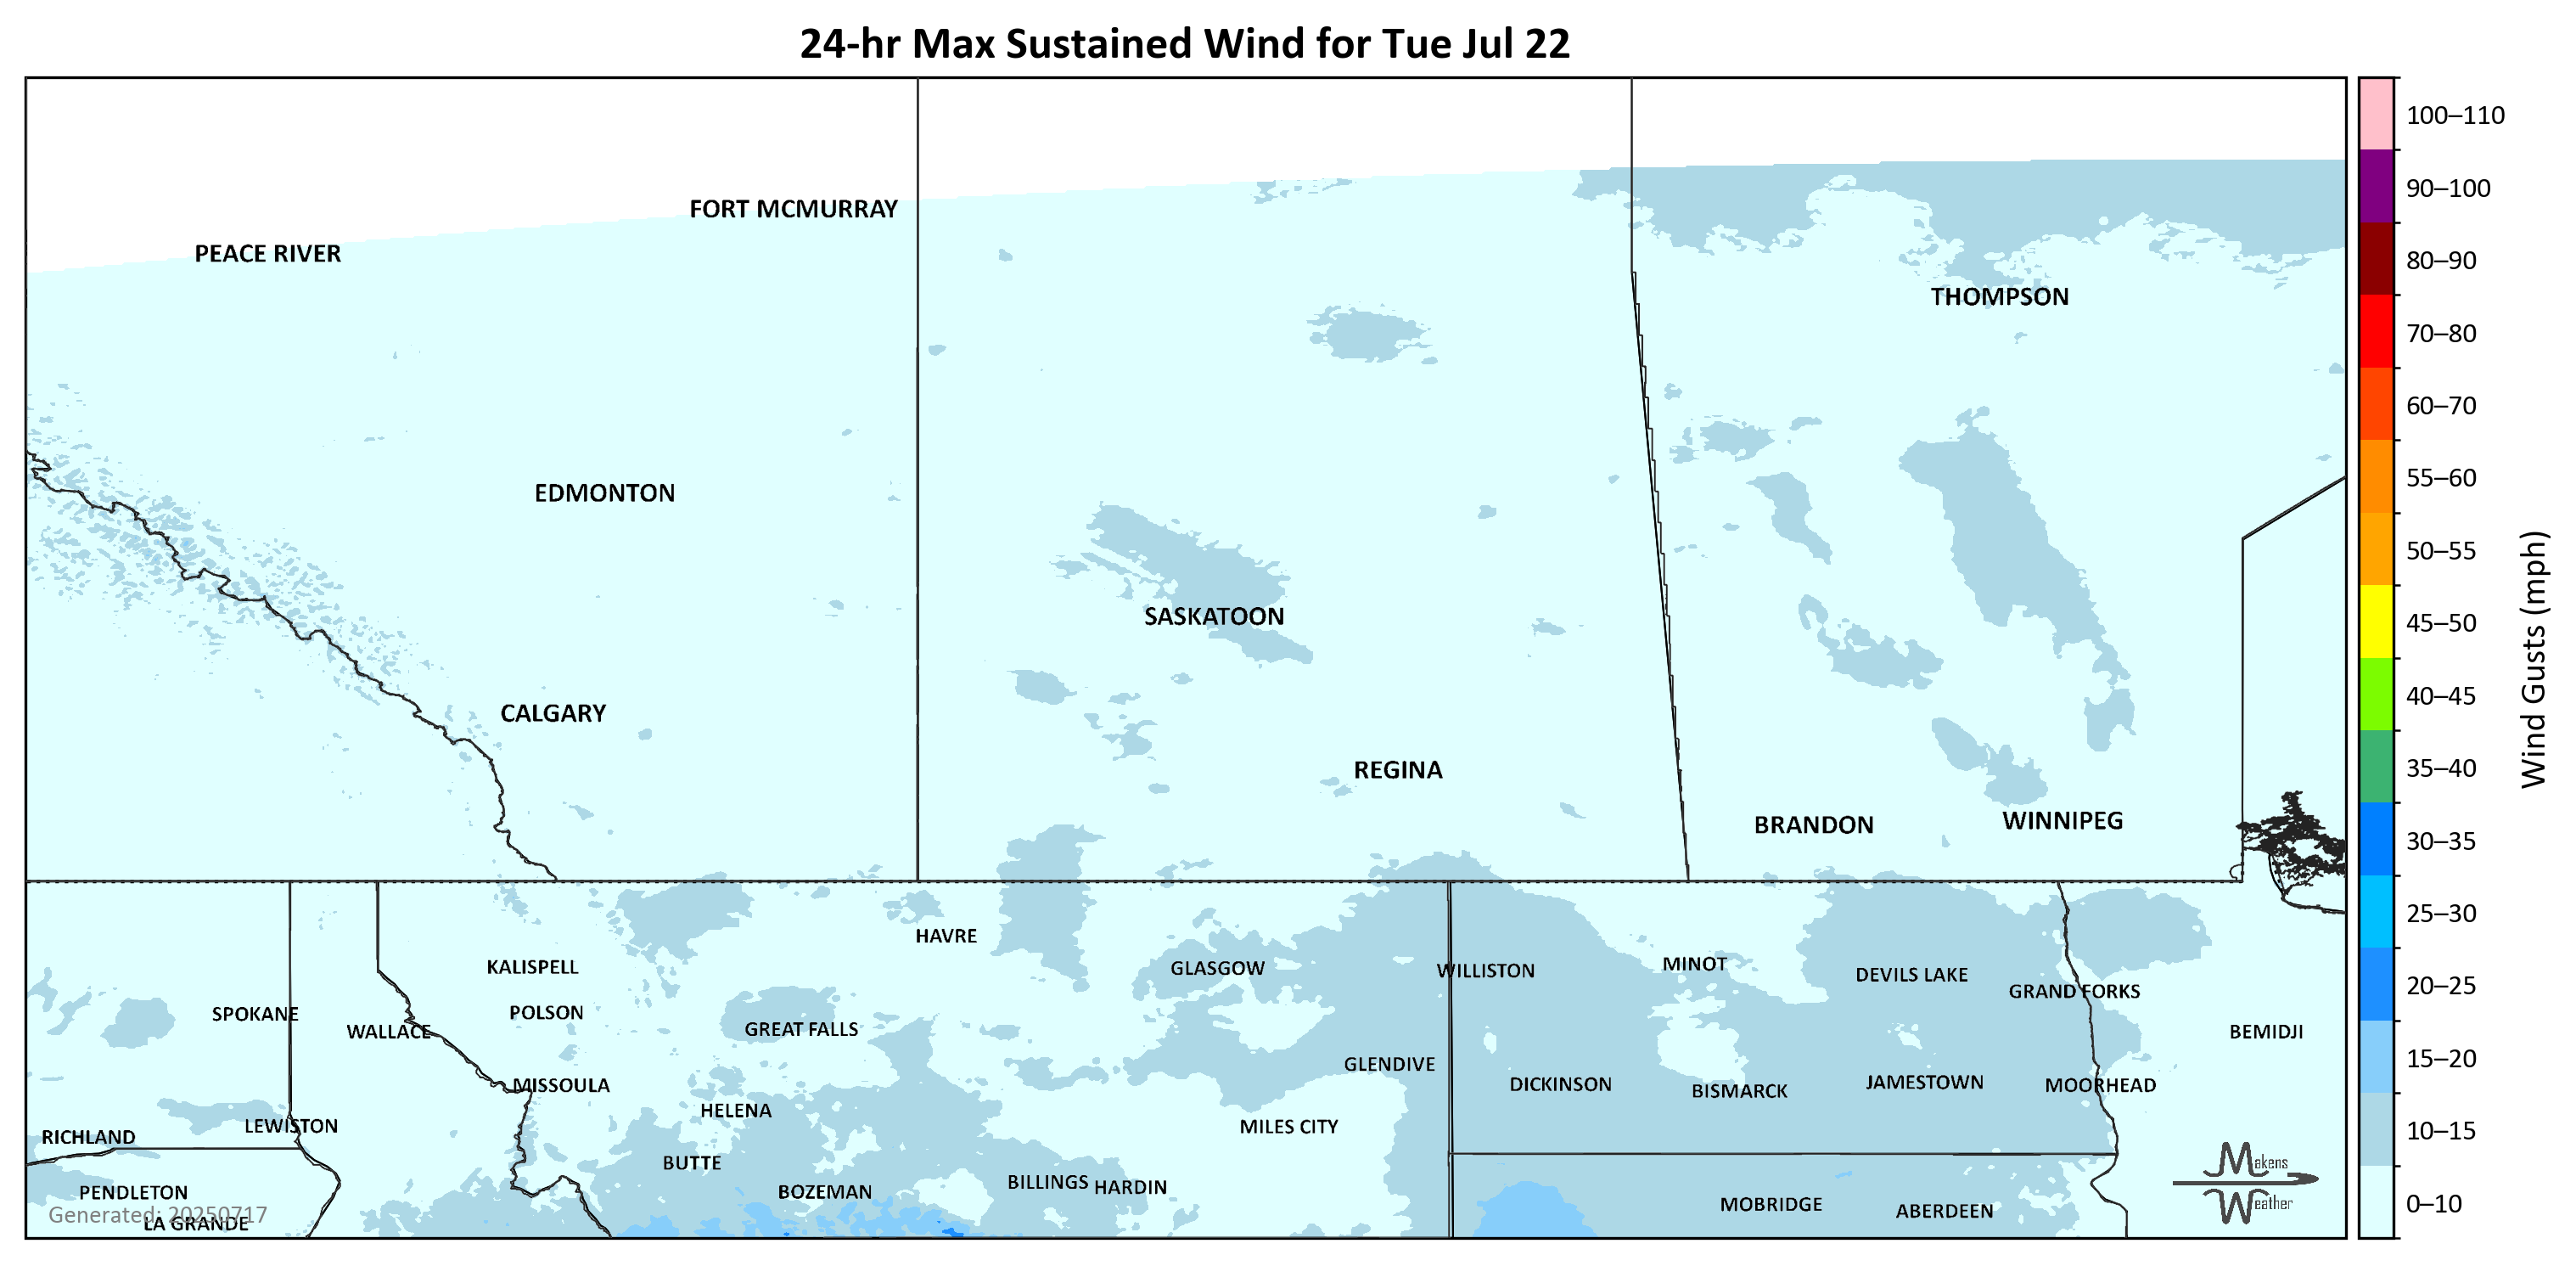 24-hr Max Sustained Wind for Tue Jul 22
100–110
90–100
80–90
70–80
60–70
55–60
50–55
45–50
40–45
35–40
30–35
25–30
20–25
15–20
10–15
0–10
Wind Gusts (mph)
FORT MCMURRAY
PEACE RIVER
THOMPSON
EDMONTON
SASKATOON
CALGARY
REGINA
BRANDON
WINNIPEG
HAVRE
KALISPELL
GLASGOW
WILLISTON
MINOT
DEVILS LAKE
GRAND FORKS
SPOKANE
POLSON
WALLACE
GREAT FALLS
BEMIDJI
GLENDIVE
MISSOULA
DICKINSON
BISMARCK
JAMESTOWN
MOORHEAD
HELENA
LEWISTON
MILES CITY
RICHLAND
BUTTE
BILLINGS
HARDIN
PENDLETON
BOZEMAN
MOBRIDGE
ABERDEEN
Generated: 20250717
LA GRANDE
Makens
Weather